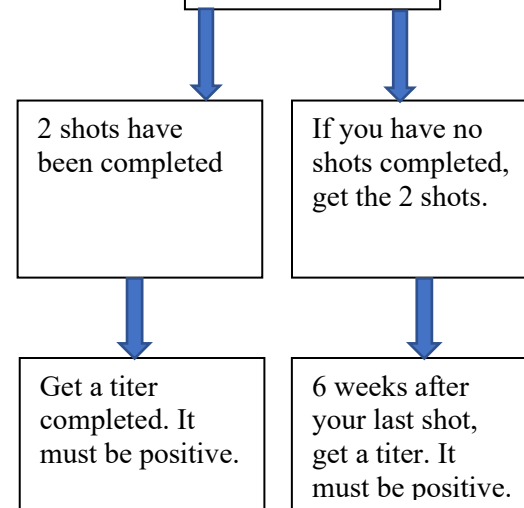 2 shots have
been completed
If you have no
shots completed,
get the 2 shots.
Get a titer
completed. It
must be positive.
6 weeks after
your last shot,
get a titer. It
must be positive.